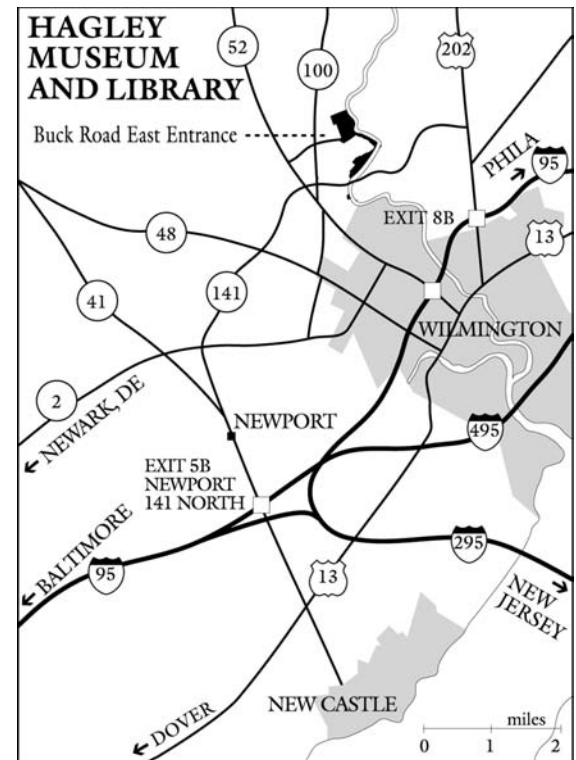 HAGLEY
MUSEUM
AND LIBRARY
Buck Road East Entrance
52
100
202
PHILA
95
EXIT 8B
13
48
41
141
WILMINGTON
2
NEWARK, DE
NEWPORT
495
EXIT 5B
NEWPORT
141 NORTH
BALTIMORE
95
13
295
NEW
JERSEY
NEW CASTLE
DOVER
miles
0 1 2